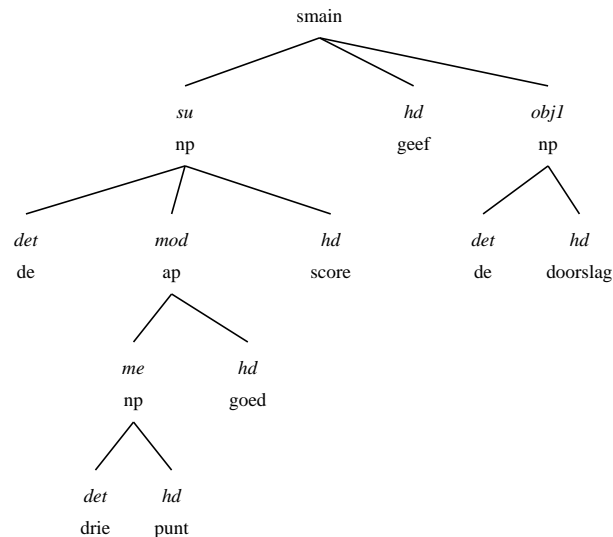 smain
su hd obj1
np geef np
det mod hd det hd
de ap score de doorslag
me hd
np goed
det hd
drie punt